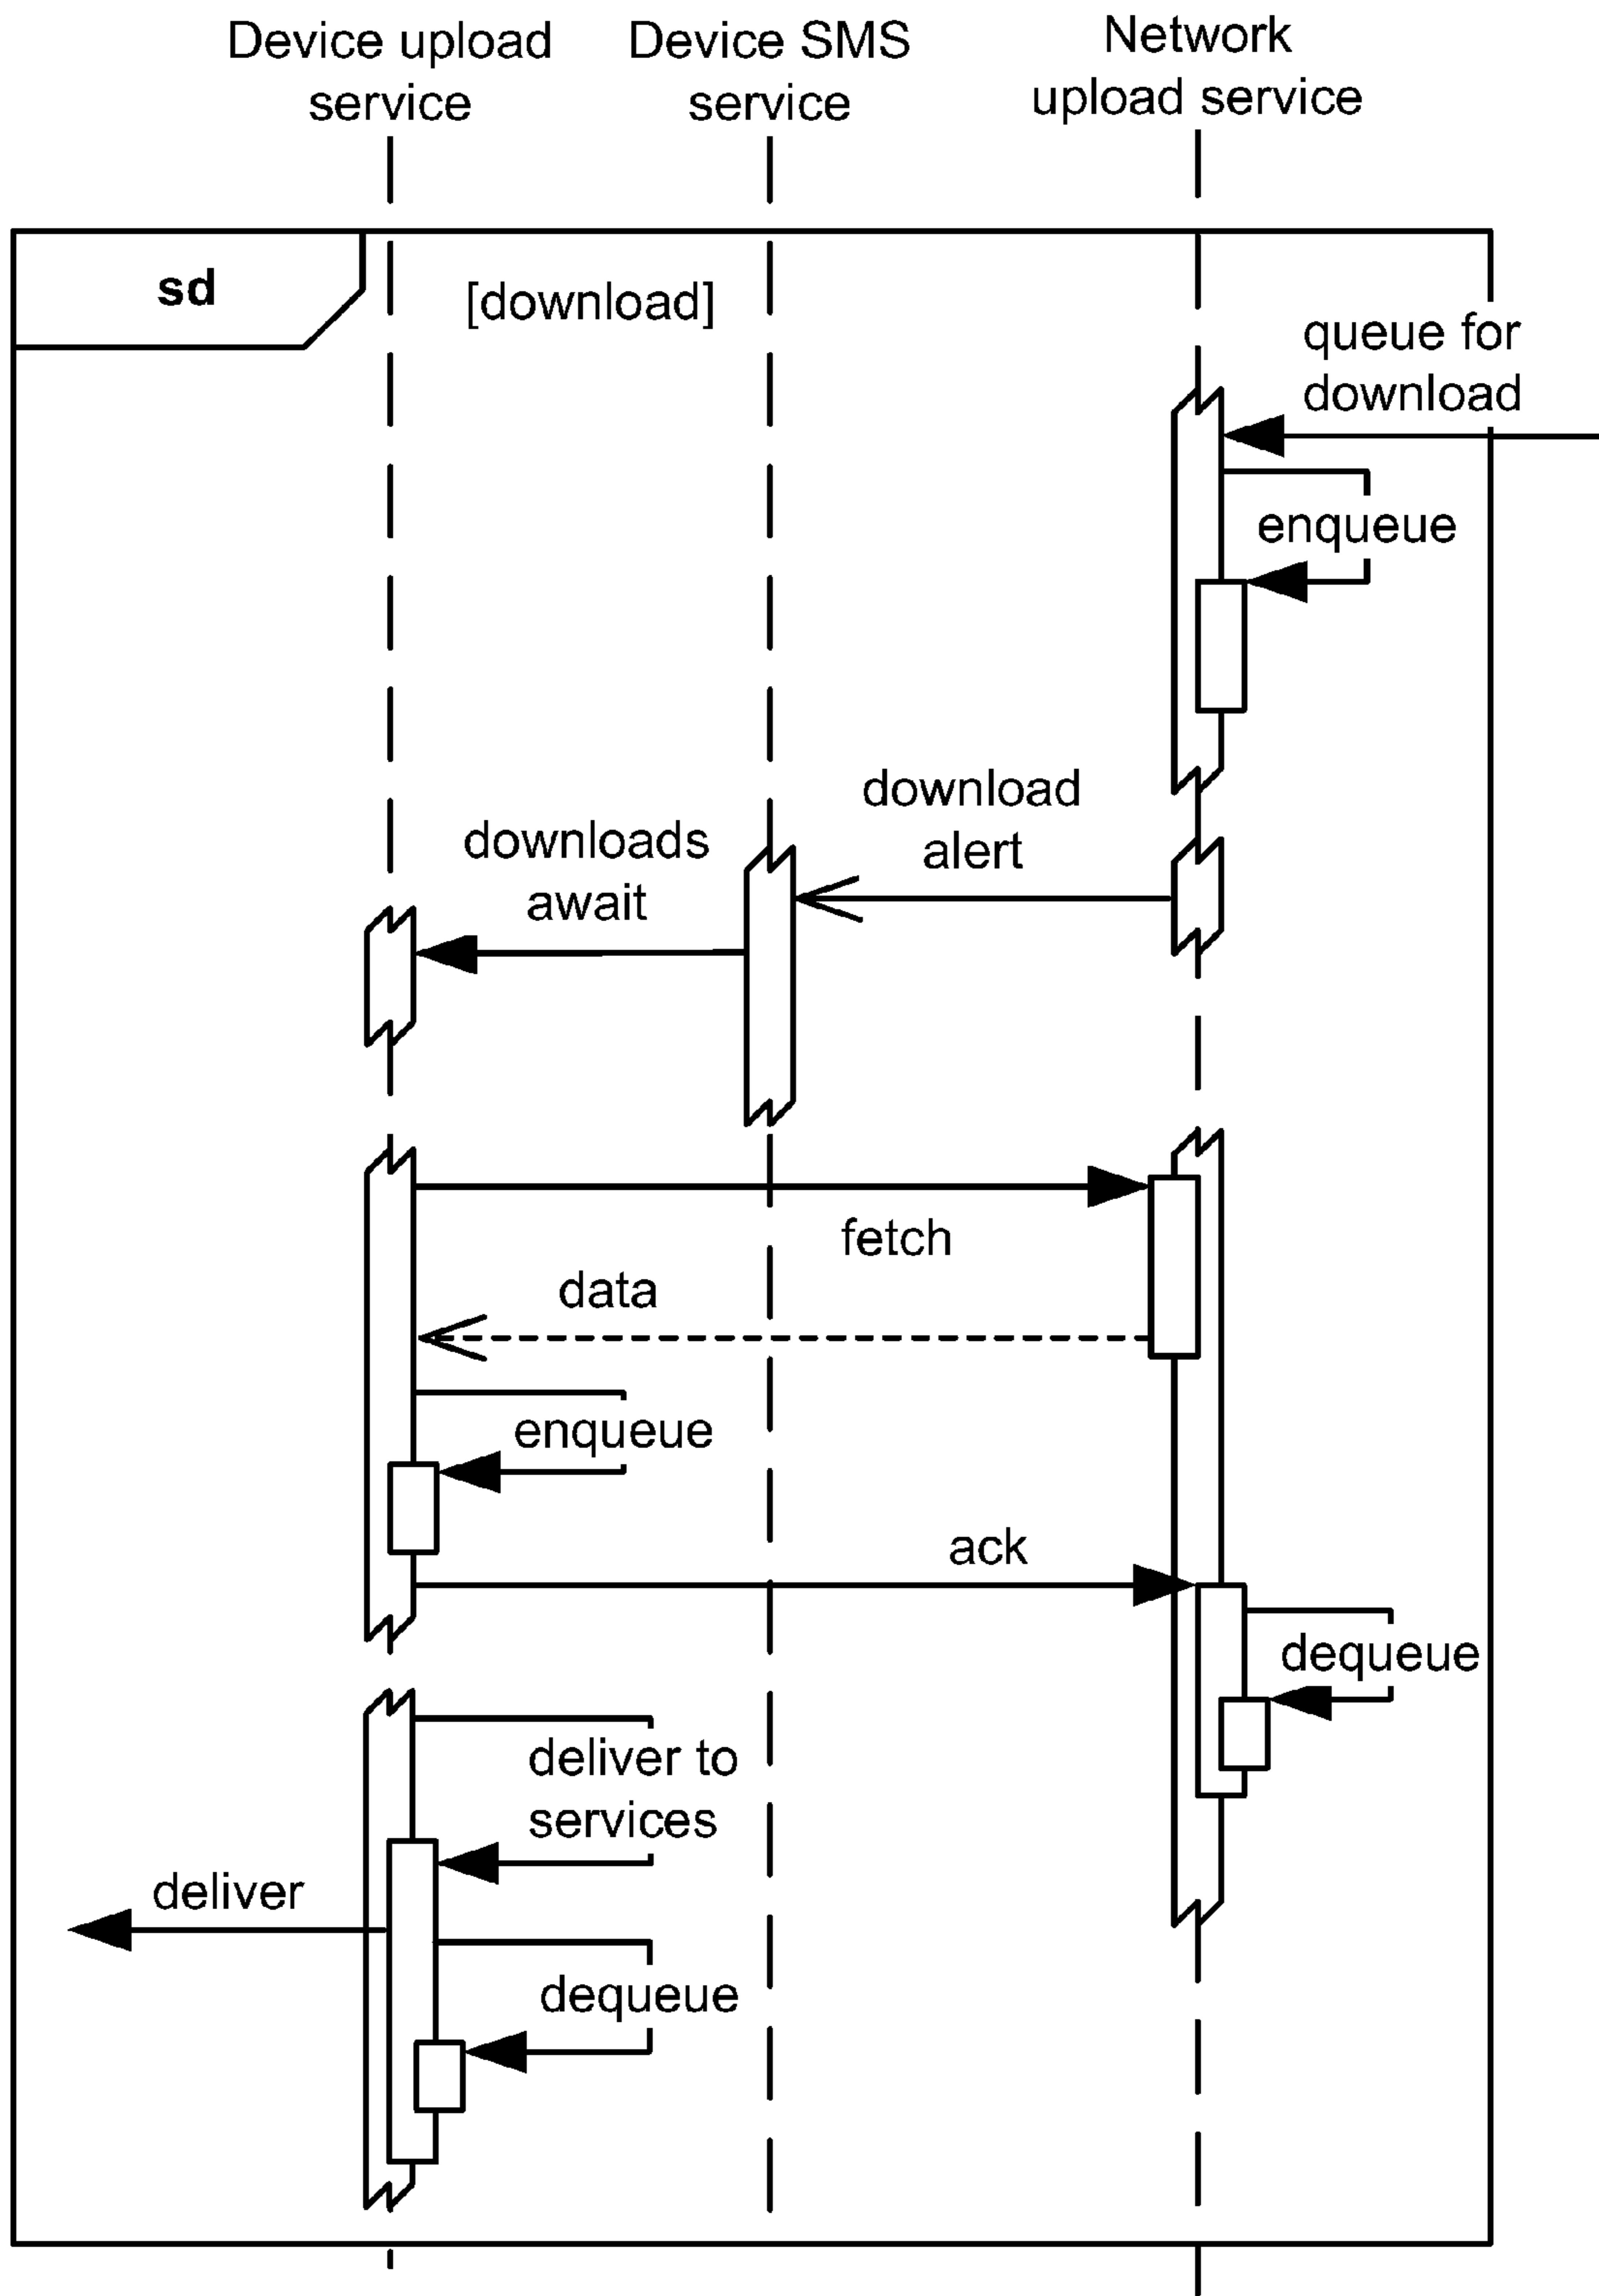 Device upload
service
Device SMS
service
Network
upload service
sd
[download]
queue for
download
enqueue
download
alert
downloads
await
fetch
data
enqueue
ack
dequeue
deliver to
services
deliver
dequeue